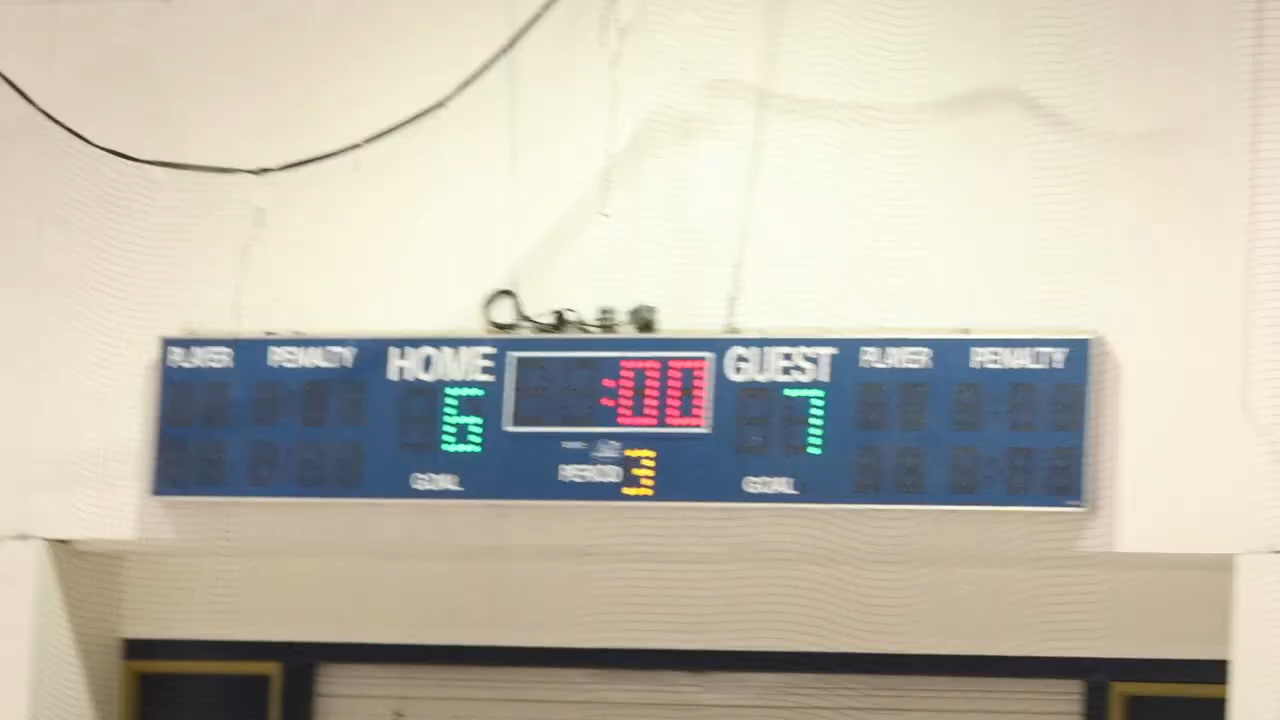 PLAYER PENALTY HOME :00 GUEST PLAYER PENALTY
6 7
GOAL PERIOD 3 GOAL